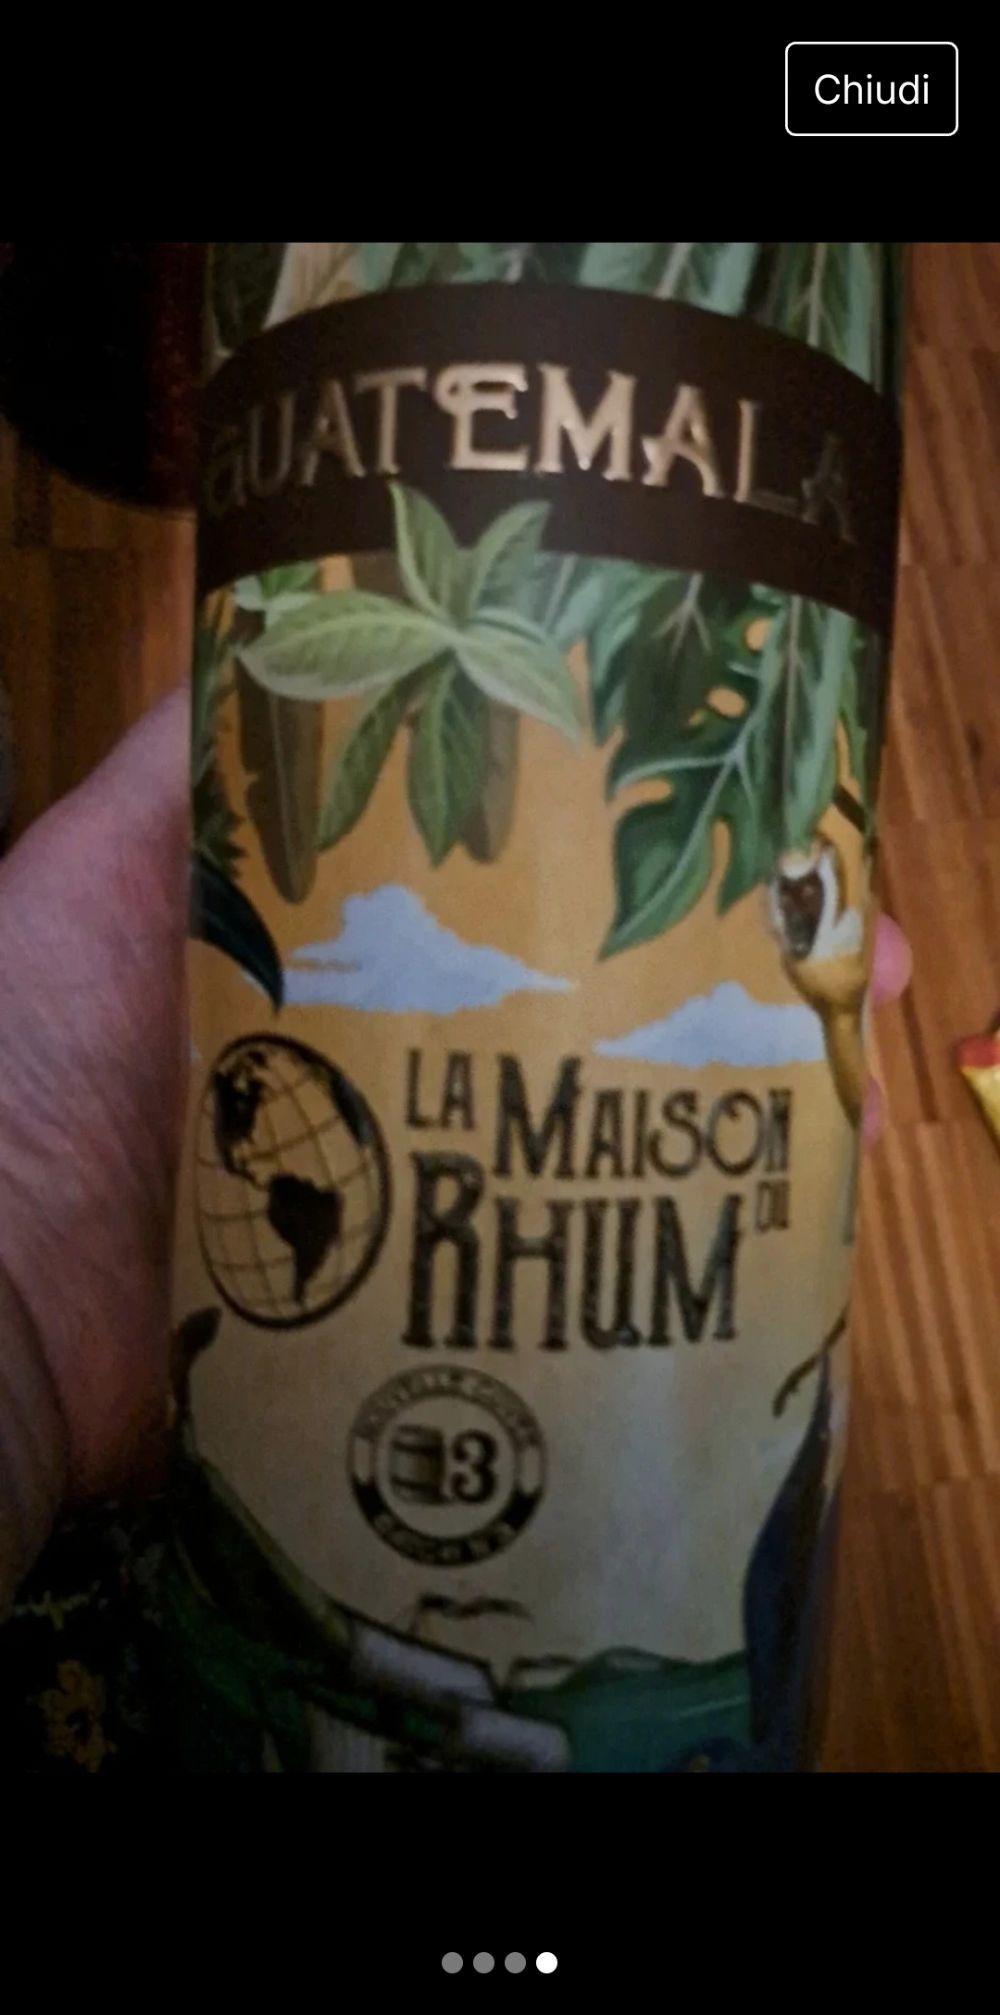 Chiudi
GUATEMALA
LA MAISON
DU
RHUM
3